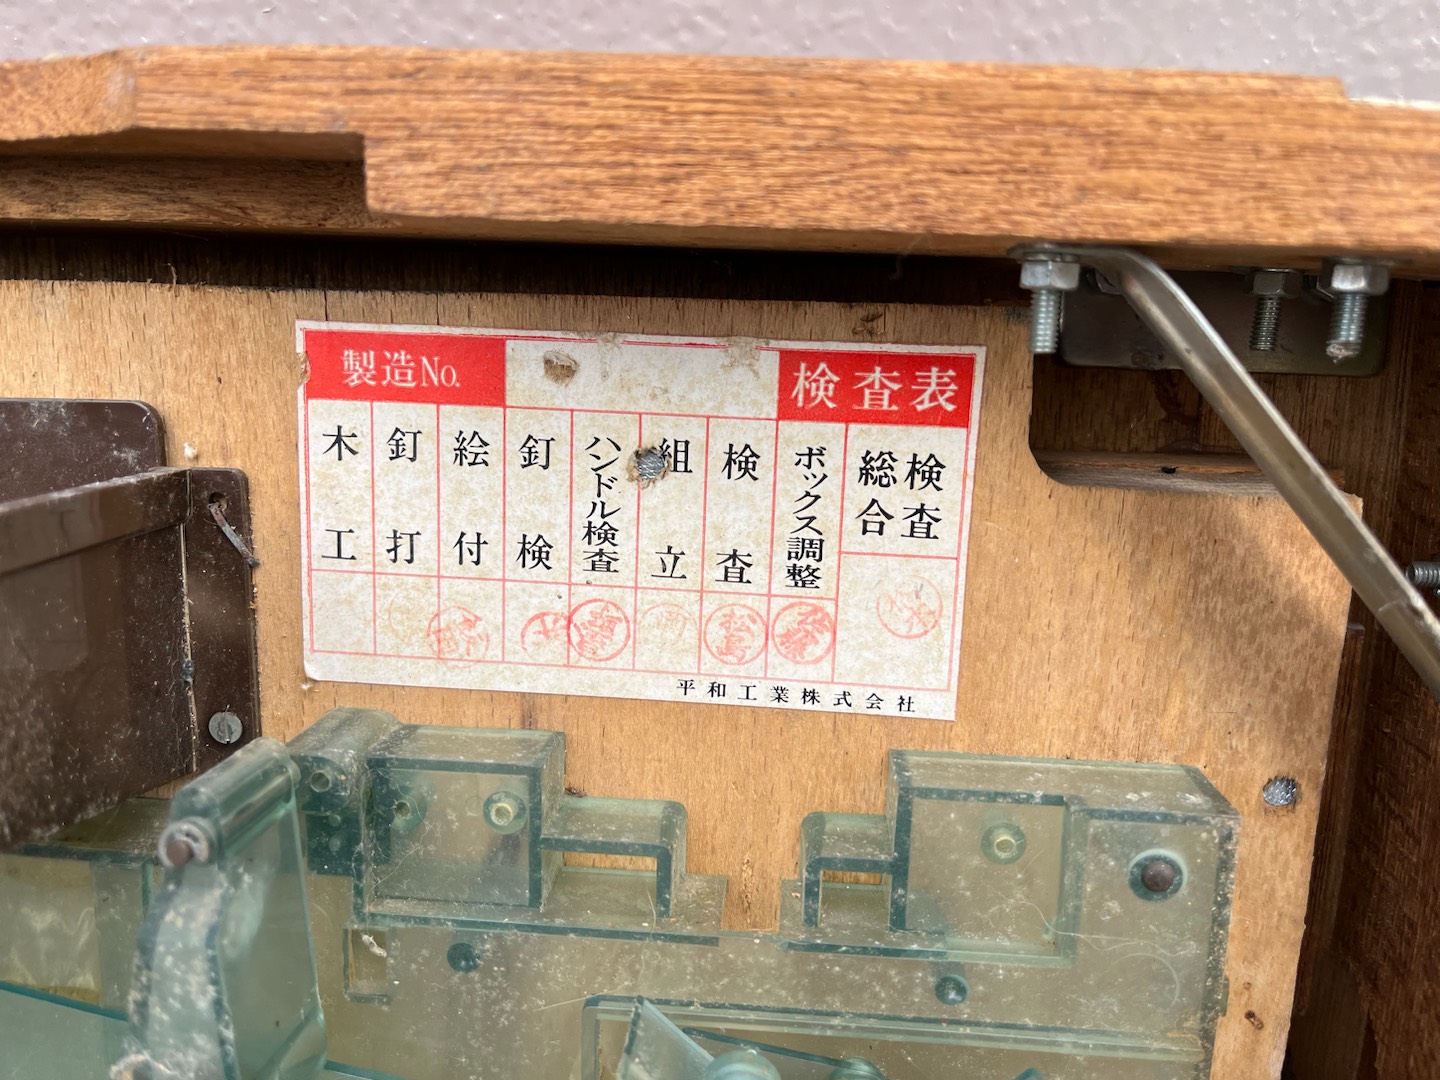 製造No.
検査表
木工
釘打
絵付
釘検
ハンドル検査
組立
検査
ボックス調整
総合検査
松島
平和工業株式会社